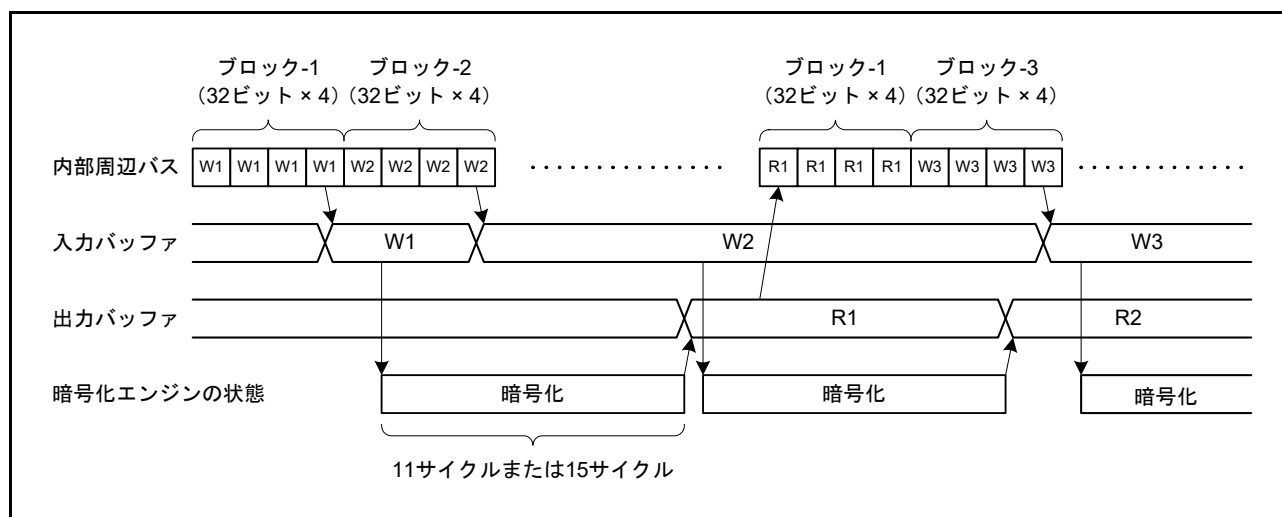 ブロック-1 ブロック-2 ブロック-1 ブロック-3
(32ビット × 4) (32ビット × 4) (32ビット × 4) (32ビット × 4)
内部周辺バス W1 W1 W1 W1 W2 W2 W2 W2 ・・・・・・・・・・・・・・・ R1 R1 R1 R1 W3 W3 W3 W3 ・・・・・・・・・・・・・
入力バッファ W1 W2 W3
出力バッファ R1 R2
暗号化エンジンの状態 暗号化 暗号化 暗号化
11サイクルまたは15サイクル